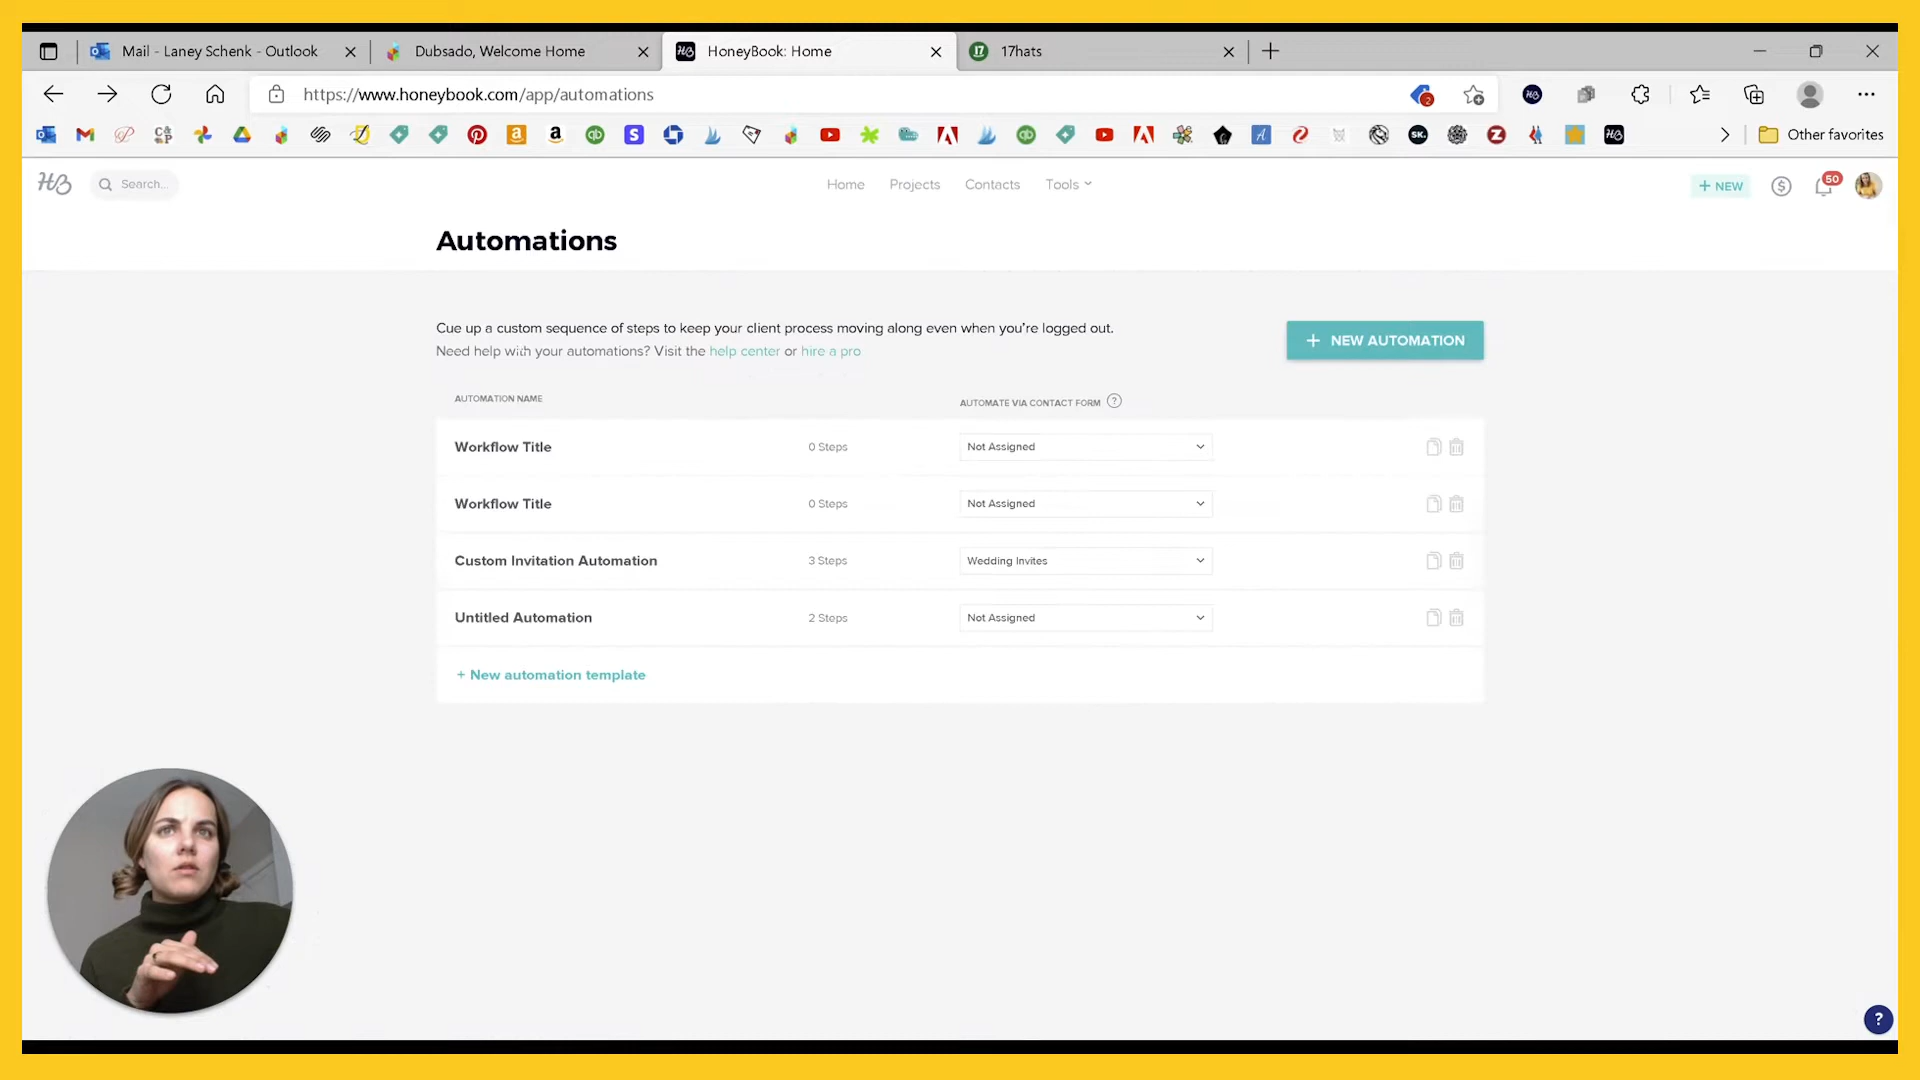 Mail - Laney Schenk - Outlook
Dubsado, Welcome Home
HoneyBook: Home
17hats
https://www.honeybook.com/app/automations
2
Other favorites
HB
Search...
Home
Projects
Contacts
Tools
+ NEW
50
Automations
Cue up a custom sequence of steps to keep your client process moving along even when you're logged out.
Need help with your automations? Visit the help center or hire a pro
+ NEW AUTOMATION
AUTOMATION NAME
AUTOMATE VIA CONTACT FORM ?
Workflow Title
0 Steps
Not Assigned
Workflow Title
0 Steps
Not Assigned
Custom Invitation Automation
3 Steps
Wedding Invites
Untitled Automation
2 Steps
Not Assigned
+ New automation template
?